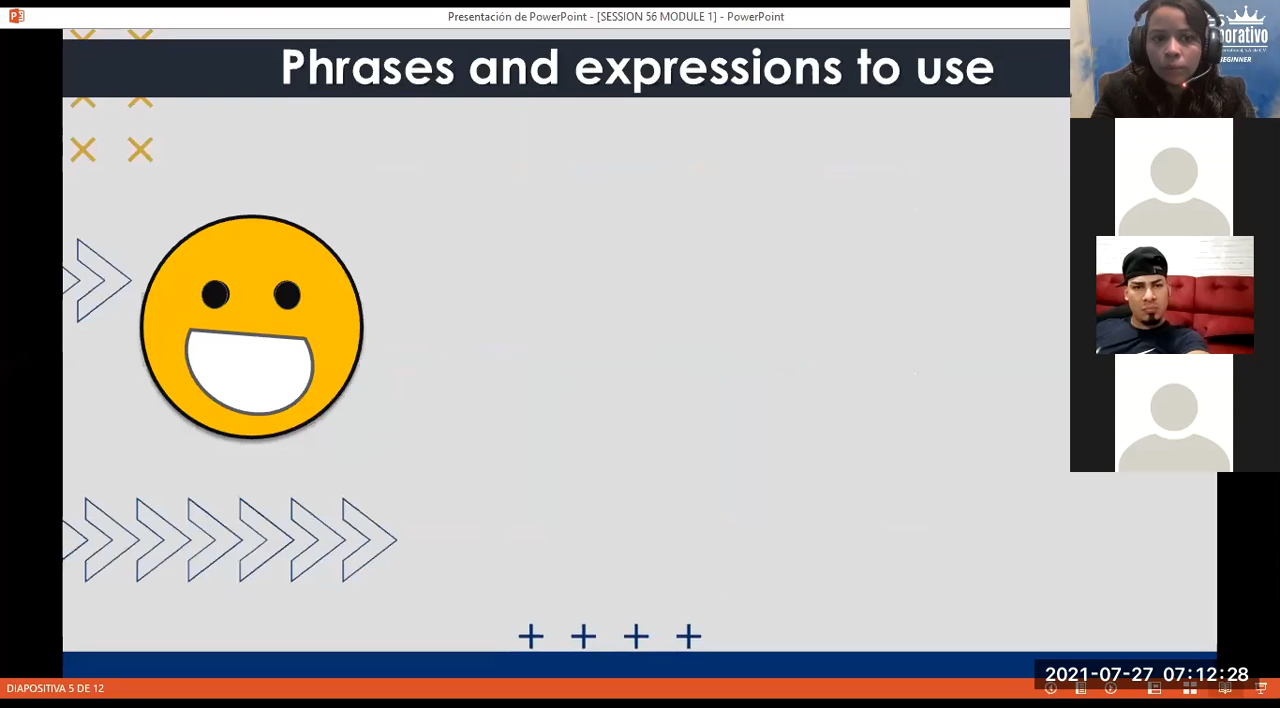 Presentación de PowerPoint - [SESSION 56 MODULE 1] - PowerPoint
Phrases and expressions to use
BEGINNER
DIAPOSITIVA 5 DE 12
2021-07-27 07:12:28